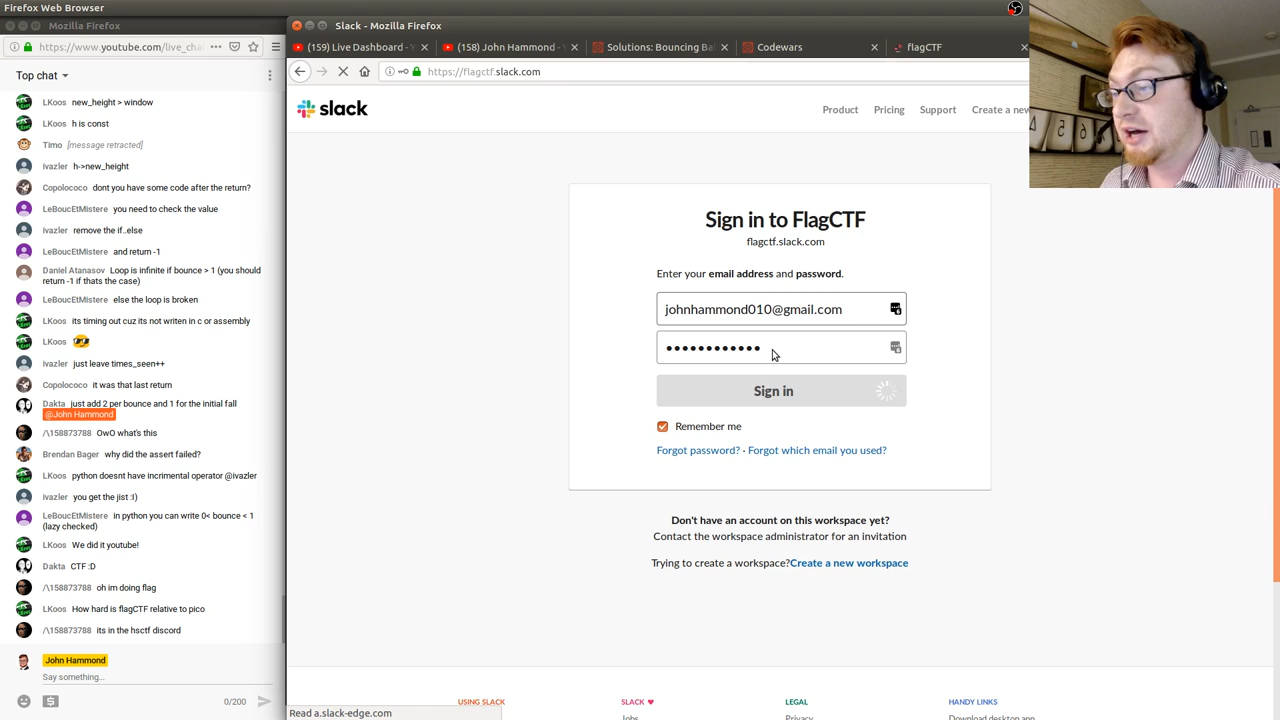 Firefox Web Browser
Mozilla Firefox
https://www.youtube.com/live_chat
Top chat
LKoos new_height > window
LKoos h is const
Timo [message retracted]
ivazler h->new_height
Copolococo dont you have some code after the return?
LeBoucEtMistere you need to check the value
ivazler remove the if..else
LeBoucEtMistere and return -1
Daniel Atanasov Loop is infinite if bounce > 1 (you should
return -1 if thats the case)
LeBoucEtMistere else the loop is broken
LKoos its timing out cuz its not writen in c or assembly
LKoos
ivazler just leave times_seen++
Copolococo it was that last return
Dakta just add 2 per bounce and 1 for the initial fall
@John Hammond
/\158873788 OwO what's this
Brendan Bager why did the assert failed?
LKoos python doesnt have incrimental operator @ivazler
ivazler you get the jist :I)
LeBoucEtMistere in python you can write 0< bounce < 1
(lazy checked)
LKoos We did it youtube!
Dakta CTF :D
/\158873788 oh im doing flag
LKoos How hard is flagCTF relative to pico
/\158873788 its in the hsctf discord
John Hammond
Say something...
0/200
Slack - Mozilla Firefox
(159) Live Dashboard - Y
(158) John Hammond -
Solutions: Bouncing Bal
Codewars
flagCTF
https://flagctf.slack.com
slack
Product
Pricing
Support
Create a new
Sign in to FlagCTF
flagctf.slack.com
Enter your email address and password.
johnhammond010@gmail.com
••••••••••••
Sign in
Remember me
Forgot password? · Forgot which email you used?
Don't have an account on this workspace yet?
Contact the workspace administrator for an invitation
Trying to create a workspace?Create a new workspace
USING SLACK
SLACK
LEGAL
HANDY LINKS
Jobs
Privacy
Download desktop app
Read a.slack-edge.com